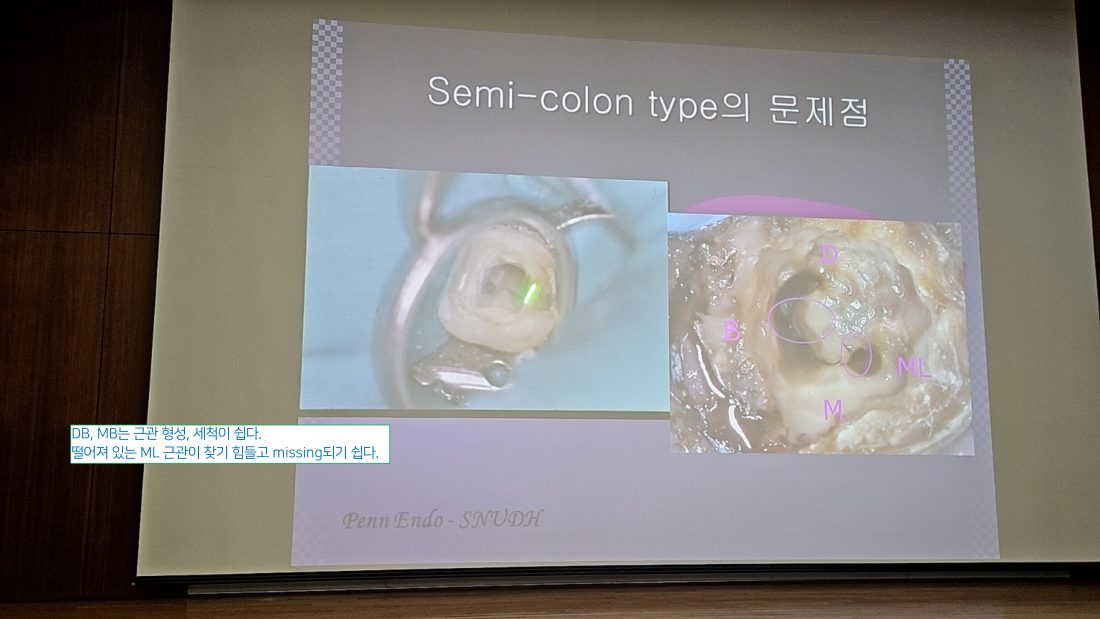 Semi-colon type의 문제점
D
B
ML
M
DB, MB는 근관 형성, 세척이 쉽다.
떨어져 있는 ML 근관이 찾기 힘들고 missing되기 쉽다.
Penn Endo - SNUDH